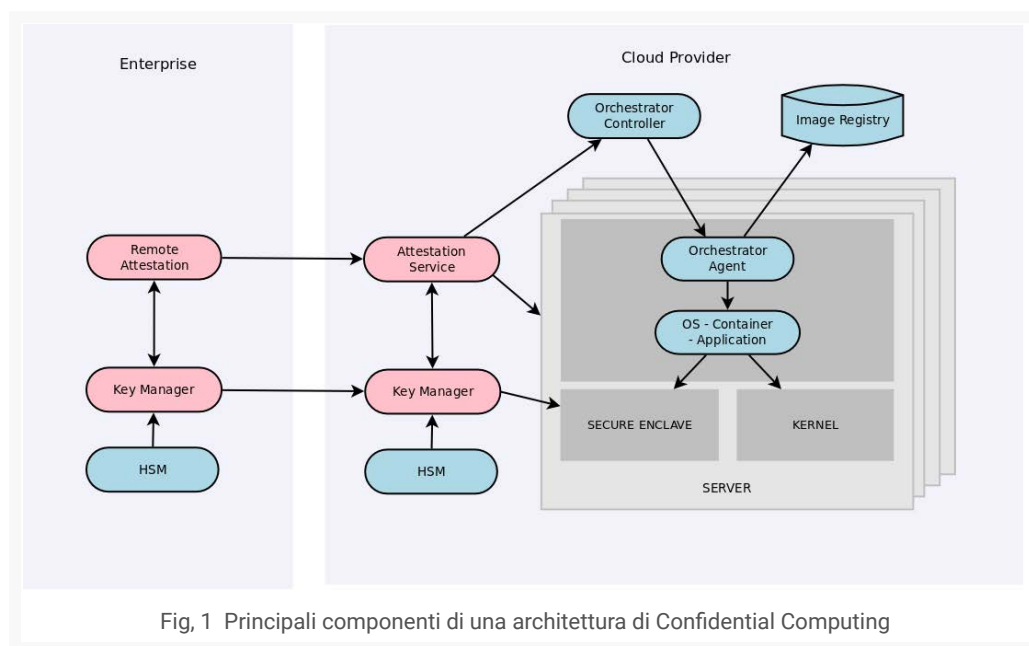 Enterprise
Cloud Provider
Orchestrator
Controller
Image Registry
Remote
Attestation
Attestation
Service
Orchestrator
Agent
OS - Container
- Application
Key Manager
Key Manager
SECURE ENCLAVE
KERNEL
HSM
HSM
SERVER
Fig, 1 Principali componenti di una architettura di Confidential Computing